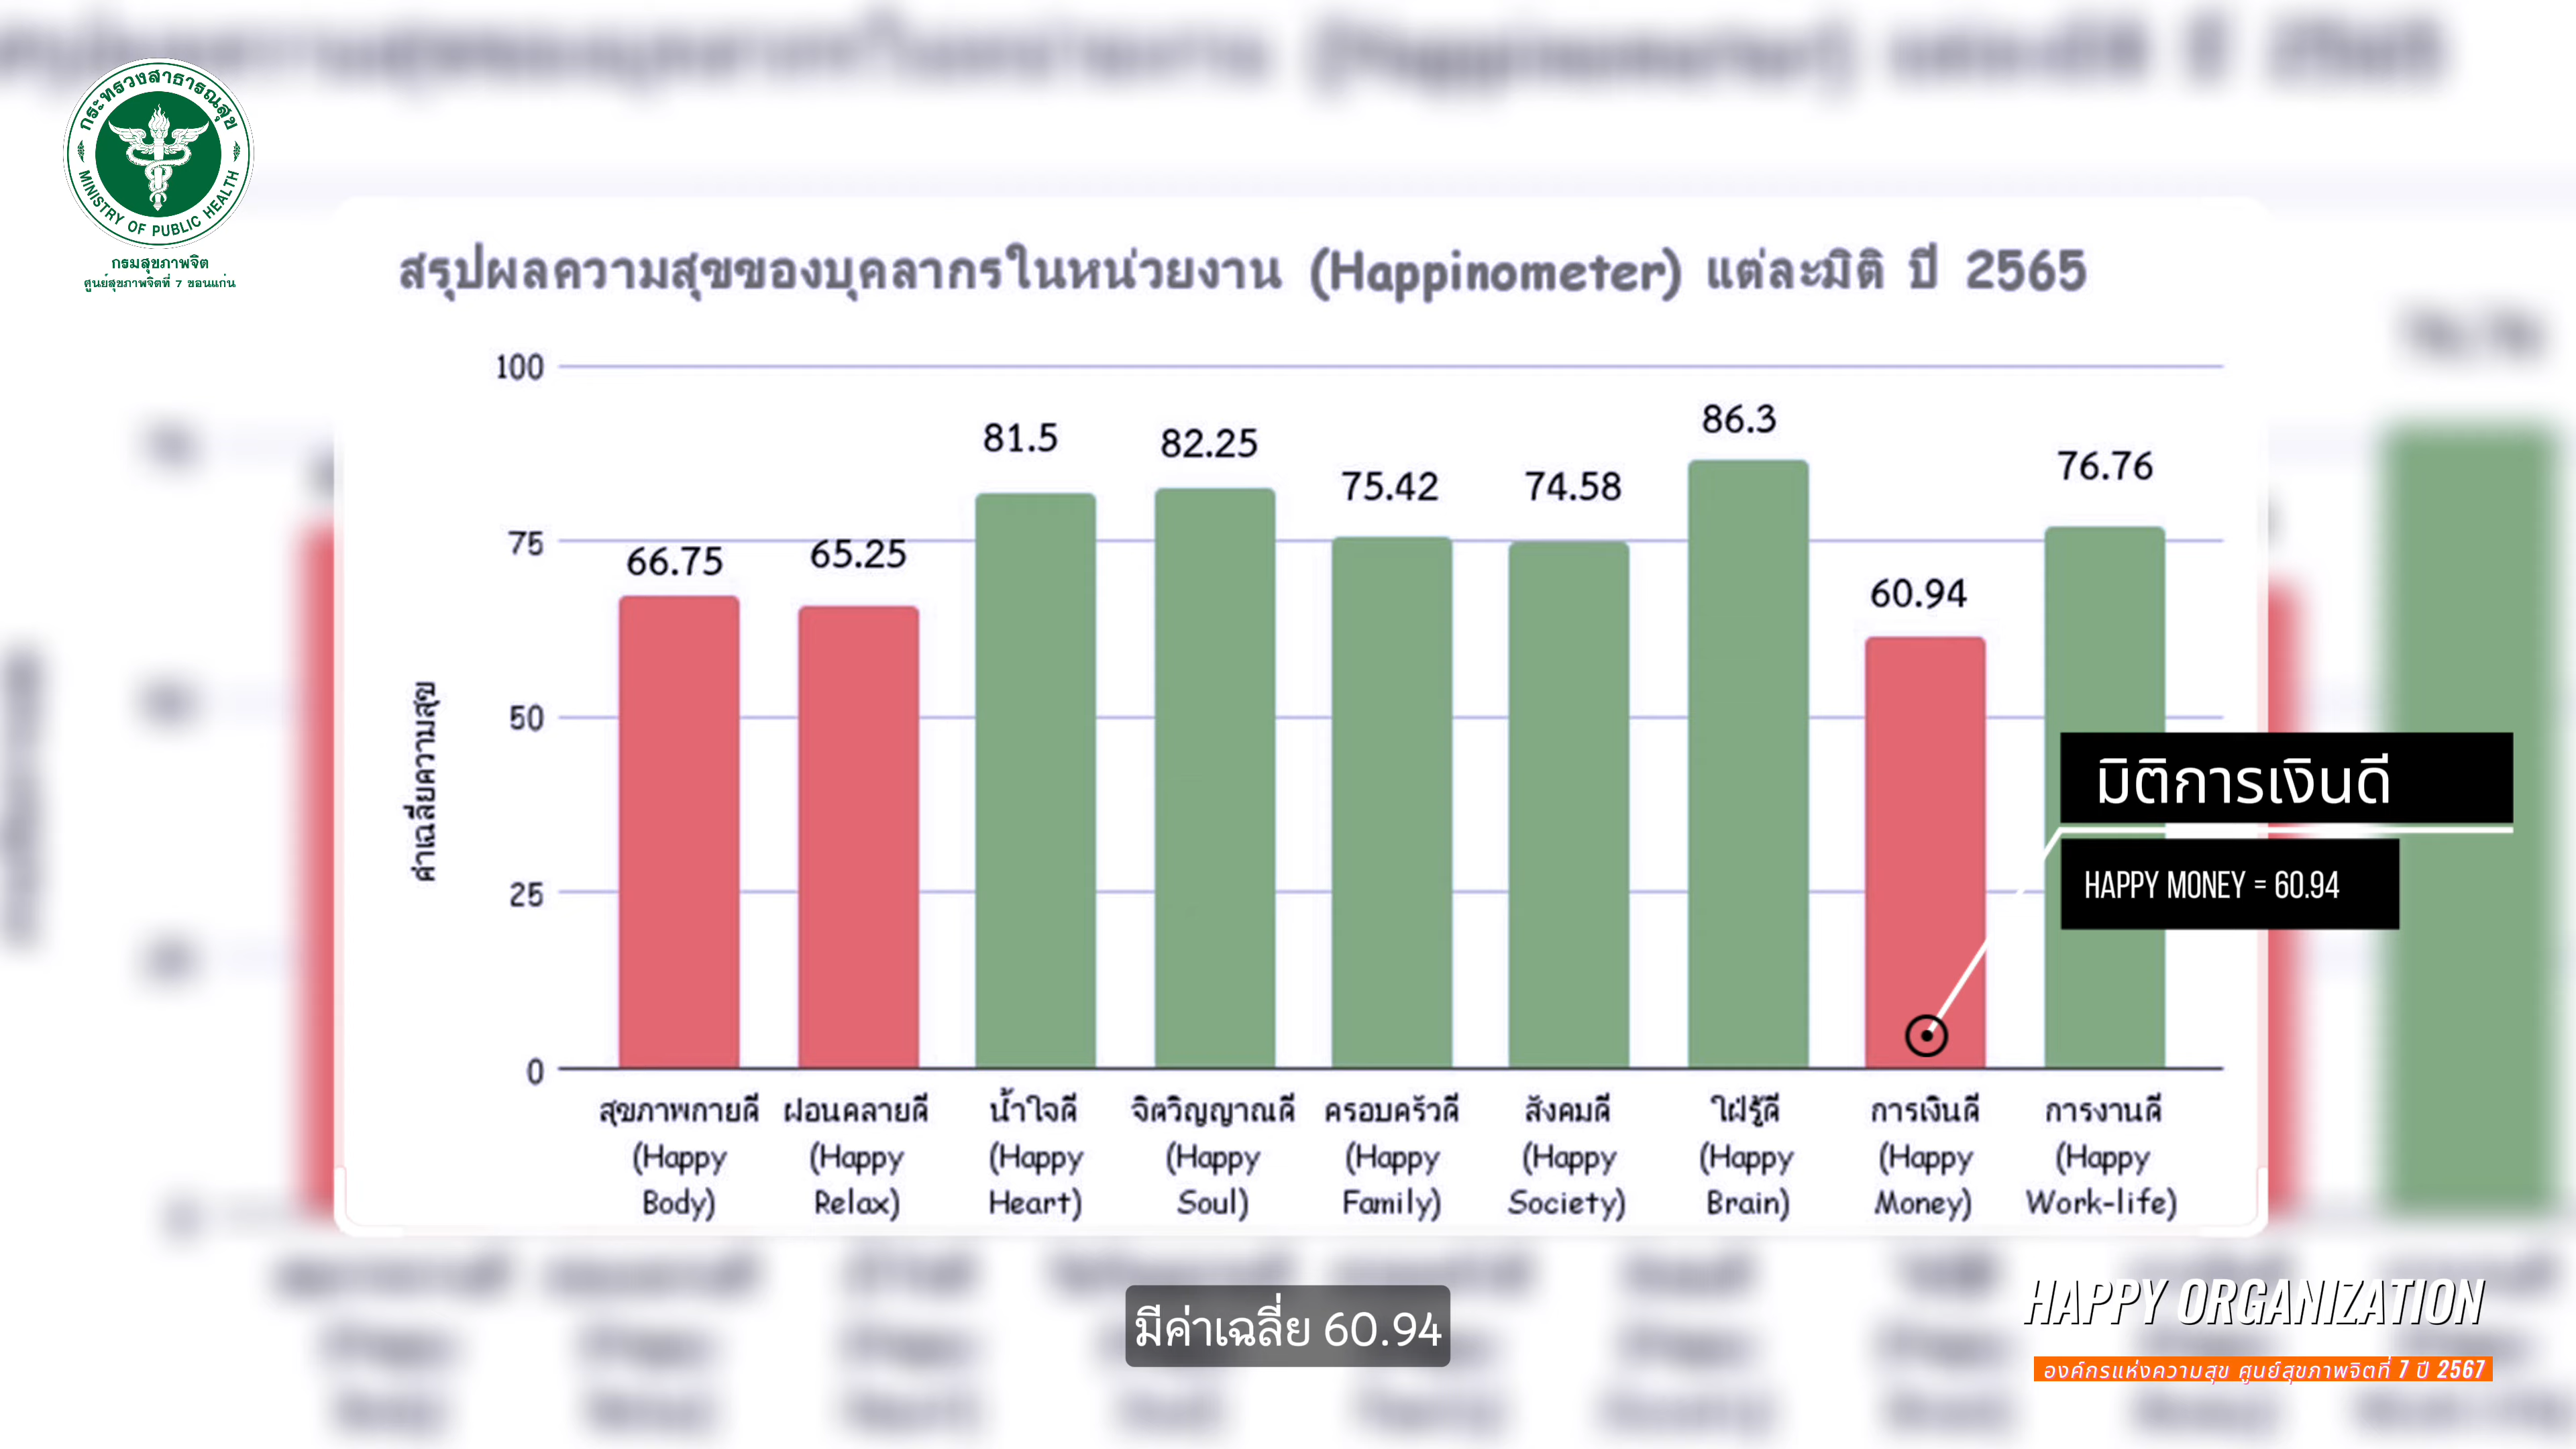 กระทรวงสาธารณสุข
MINISTRY OF PUBLIC HEALTH
กรมสุขภาพจิต
ศูนย์สุขภาพจิตที่ 7 ขอนแก่น
สรุปผลความสุขของบุคลากรในหน่วยงาน (Happinometer) แต่ละมิติ ปี 2565
ค่าเฉลี่ยความสุข
100
75
50
25
0
66.75
65.25
81.5
82.25
75.42
74.58
86.3
60.94
76.76
สุขภาพกายดี
(Happy
Body)
ผ่อนคลายดี
(Happy
Relax)
น้ำใจดี
(Happy
Heart)
จิตวิญญาณดี
(Happy
Soul)
ครอบครัวดี
(Happy
Family)
สังคมดี
(Happy
Society)
ใฝ่รู้ดี
(Happy
Brain)
การเงินดี
(Happy
Money)
การงานดี
(Happy
Work-life)
มิติการเงินดี
HAPPY MONEY = 60.94
มีค่าเฉลี่ย 60.94
HAPPY ORGANIZATION
องค์กรแห่งความสุข ศูนย์สุขภาพจิตที่ 7 ปี 2567